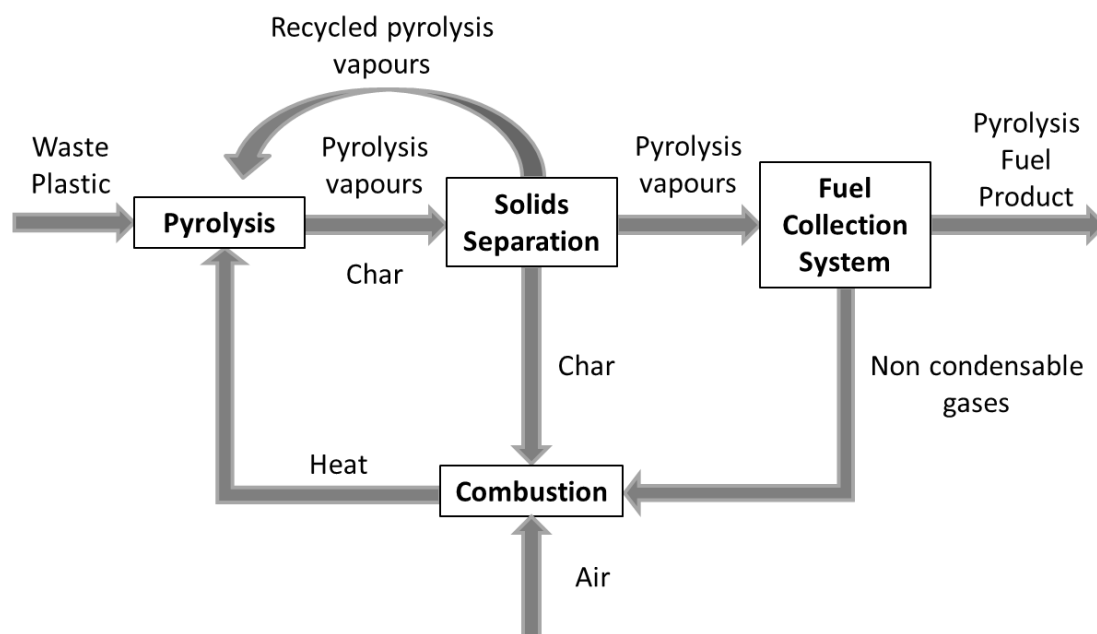 Recycled pyrolysis
vapours
Waste
Plastic
Pyrolysis
vapours
Pyrolysis
vapours
Pyrolysis
Fuel
Product
Pyrolysis
Solids
Separation
Fuel
Collection
System
Char
Char
Non condensable
gases
Heat
Combustion
Air